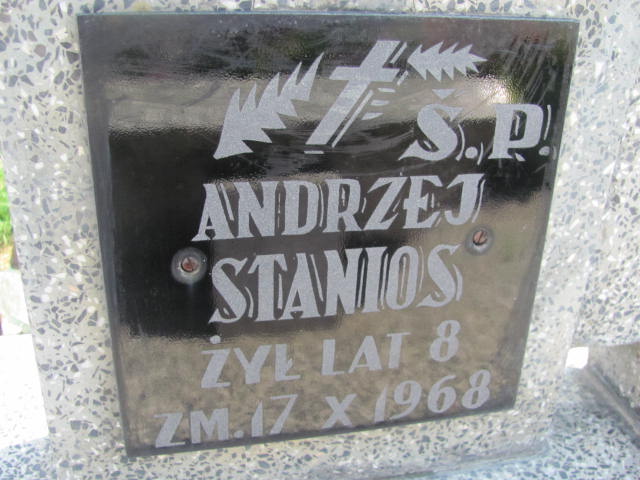 Ś.P.
ANDRZEJ
STANIOS
ŻYŁ LAT 8
ZM. 17 X 1968